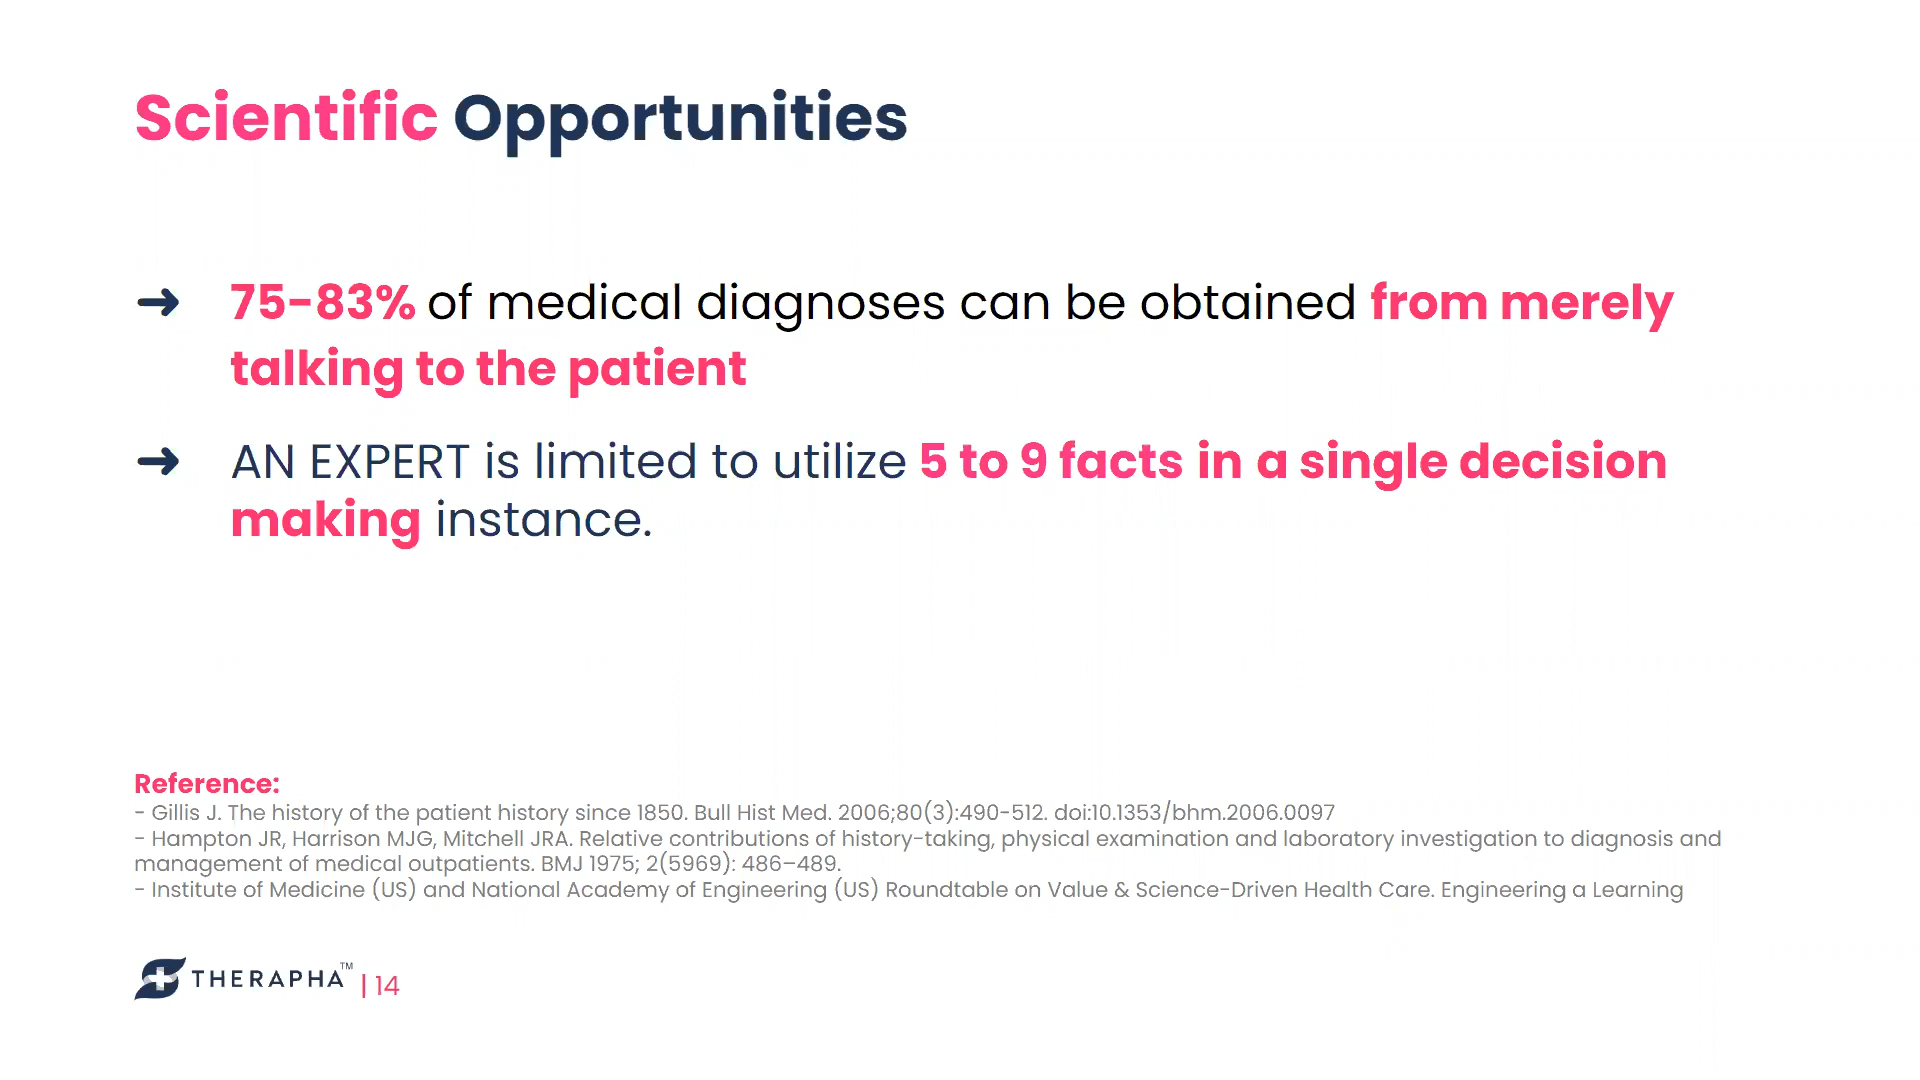 Scientific Opportunities
➜ 75-83% of medical diagnoses can be obtained from merely
talking to the patient
➜ AN EXPERT is limited to utilize 5 to 9 facts in a single decision
making instance.
Reference:
- Gillis J. The history of the patient history since 1850. Bull Hist Med. 2006;80(3):490-512. doi:10.1353/bhm.2006.0097
- Hampton JR, Harrison MJG, Mitchell JRA. Relative contributions of history-taking, physical examination and laboratory investigation to diagnosis and
management of medical outpatients. BMJ 1975; 2(5969): 486–489.
- Institute of Medicine (US) and National Academy of Engineering (US) Roundtable on Value & Science-Driven Health Care. Engineering a Learning
THERAPHA™ | 14